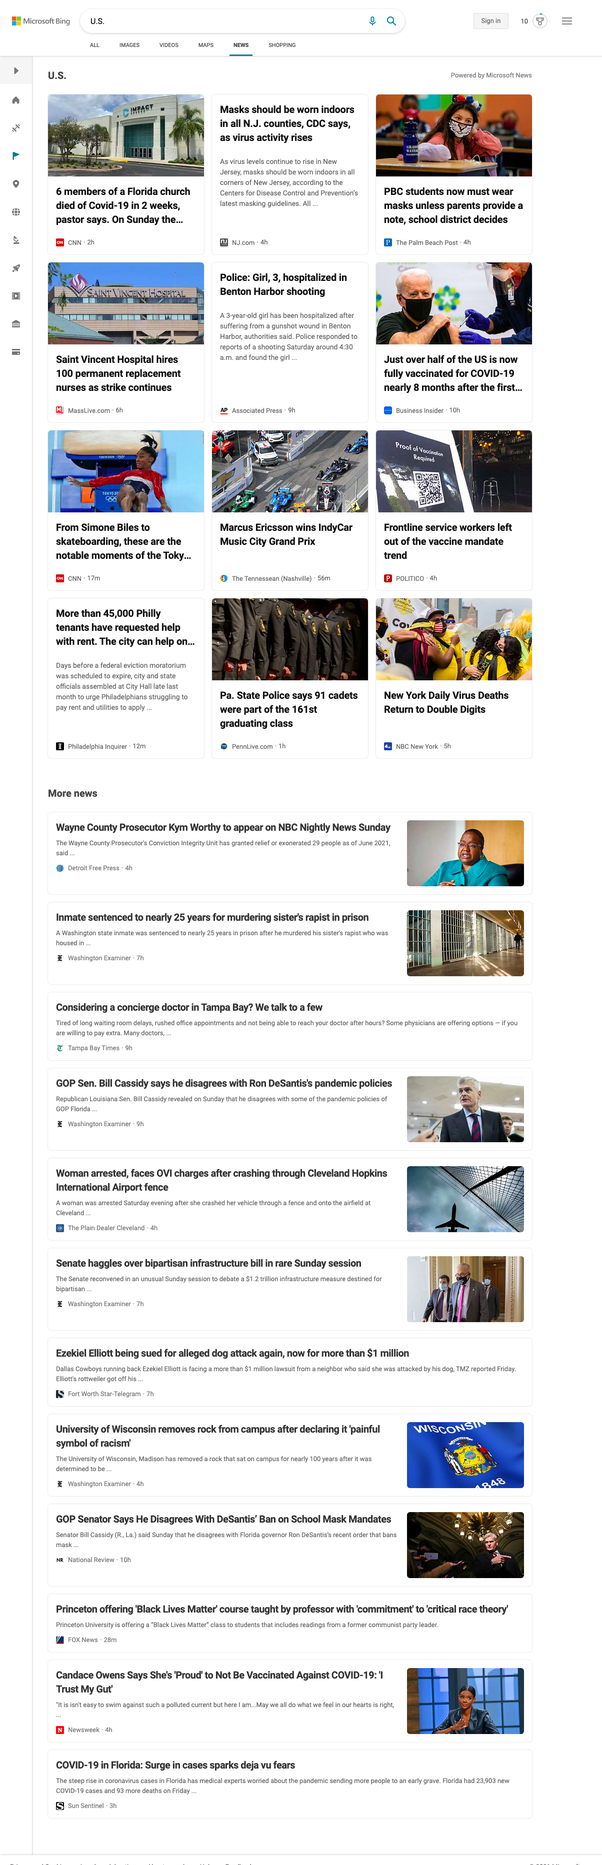 Microsoft Bing
U.S.
Sign in
10
ALL
IMAGES
VIDEOS
MAPS
NEWS
SHOPPING
U.S.
Powered by Microsoft News
IMPACT
6 members of a Florida church
died of Covid-19 in 2 weeks,
pastor says. On Sunday the...
CNN · 2h
Masks should be worn indoors
in all N.J. counties, CDC says,
as virus activity rises
As virus levels continue to rise in New
Jersey, masks should be worn indoors in all
corners of New Jersey, according to the
Centers for Disease Control and Prevention's
latest masking guidelines. All ...
NJ.com · 4h
PBC students now must wear
masks unless parents provide a
note, school district decides
The Palm Beach Post · 4h
SAINT VINCENT HOSPITAL
Saint Vincent Hospital hires
100 permanent replacement
nurses as strike continues
MassLive.com · 6h
Police: Girl, 3, hospitalized in
Benton Harbor shooting
A 3-year-old girl has been hospitalized after
suffering from a gunshot wound in Benton
Harbor, authorities said. Police responded to
reports of a shooting Saturday around 4:30
a.m. and found the girl ...
AP Associated Press · 9h
Just over half of the US is now
fully vaccinated for COVID-19
nearly 8 months after the first...
Business Insider · 10h
From Simone Biles to
skateboarding, these are the
notable moments of the Toky...
CNN · 17m
Marcus Ericsson wins IndyCar
Music City Grand Prix
The Tennessean (Nashville) · 56m
Proof of Vaccination
Required
Frontline service workers left
out of the vaccine mandate
trend
POLITICO · 4h
More than 45,000 Philly
tenants have requested help
with rent. The city can help on...
Days before a federal eviction moratorium
was scheduled to expire, city and state
officials assembled at City Hall late last
month to urge Philadelphians struggling to
pay rent and utilities to apply ...
Philadelphia Inquirer · 12m
Pa. State Police says 91 cadets
were part of the 161st
graduating class
PennLive.com · 1h
New York Daily Virus Deaths
Return to Double Digits
NBC New York · 5h
More news
Wayne County Prosecutor Kym Worthy to appear on NBC Nightly News Sunday
The Wayne County Prosecutor's Conviction Integrity Unit has granted relief or exonerated 29 people as of June 2021,
said ...
Detroit Free Press · 4h
Inmate sentenced to nearly 25 years for murdering sister's rapist in prison
A Washington state inmate was sentenced to nearly 25 years in prison after he murdered his sister's rapist who was
housed in ...
Washington Examiner · 7h
Considering a concierge doctor in Tampa Bay? We talk to a few
Tired of long waiting room delays, rushed office appointments and not being able to reach your doctor after hours? Some physicians are offering options — if you
are willing to pay extra. Many doctors, ...
Tampa Bay Times · 9h
GOP Sen. Bill Cassidy says he disagrees with Ron DeSantis's pandemic policies
Republican Louisiana Sen. Bill Cassidy revealed on Sunday that he disagrees with some of the pandemic policies of
GOP Florida ...
Washington Examiner · 9h
Woman arrested, faces OVI charges after crashing through Cleveland Hopkins
International Airport fence
A woman was arrested Saturday evening after she crashed her vehicle through a fence and onto the airfield at
Cleveland ...
The Plain Dealer Cleveland · 4h
Senate haggles over bipartisan infrastructure bill in rare Sunday session
The Senate reconvened in an unusual Sunday session to debate a $1.2 trillion infrastructure measure destined for
bipartisan ...
Washington Examiner · 7h
Ezekiel Elliott being sued for alleged dog attack again, now for more than $1 million
Dallas Cowboys running back Ezekiel Elliott is facing a more than $1 million lawsuit from a neighbor who said she was attacked by his dog, TMZ reported Friday.
Elliott's rottweiler got off his ...
Fort Worth Star-Telegram · 7h
University of Wisconsin removes rock from campus after declaring it 'painful
symbol of racism'
The University of Wisconsin, Madison has removed a rock that sat on campus for nearly 100 years after it was
determined to be ...
Washington Examiner · 4h
WISCONSIN
1848
GOP Senator Says He Disagrees With DeSantis' Ban on School Mask Mandates
Senator Bill Cassidy (R., La.) said Sunday that he disagrees with Florida governor Ron DeSantis's recent order that bans
mask ...
NR National Review · 10h
Princeton offering 'Black Lives Matter' course taught by professor with 'commitment' to 'critical race theory'
Princeton University is offering a "Black Lives Matter" class to students that includes readings from a former communist party leader.
FOX News · 28m
Candace Owens Says She's 'Proud' to Not Be Vaccinated Against COVID-19: 'I
Trust My Gut'
"It is isn't easy to swim against such a polluted current but here I am...May we all do what we feel in our hearts is right,
...
Newsweek · 4h
COVID-19 in Florida: Surge in cases sparks deja vu fears
The steep rise in coronavirus cases in Florida has medical experts worried about the pandemic sending more people to an early grave. Florida had 23,903 new
COVID-19 cases and 93 more deaths on Friday ...
Sun Sentinel · 3h